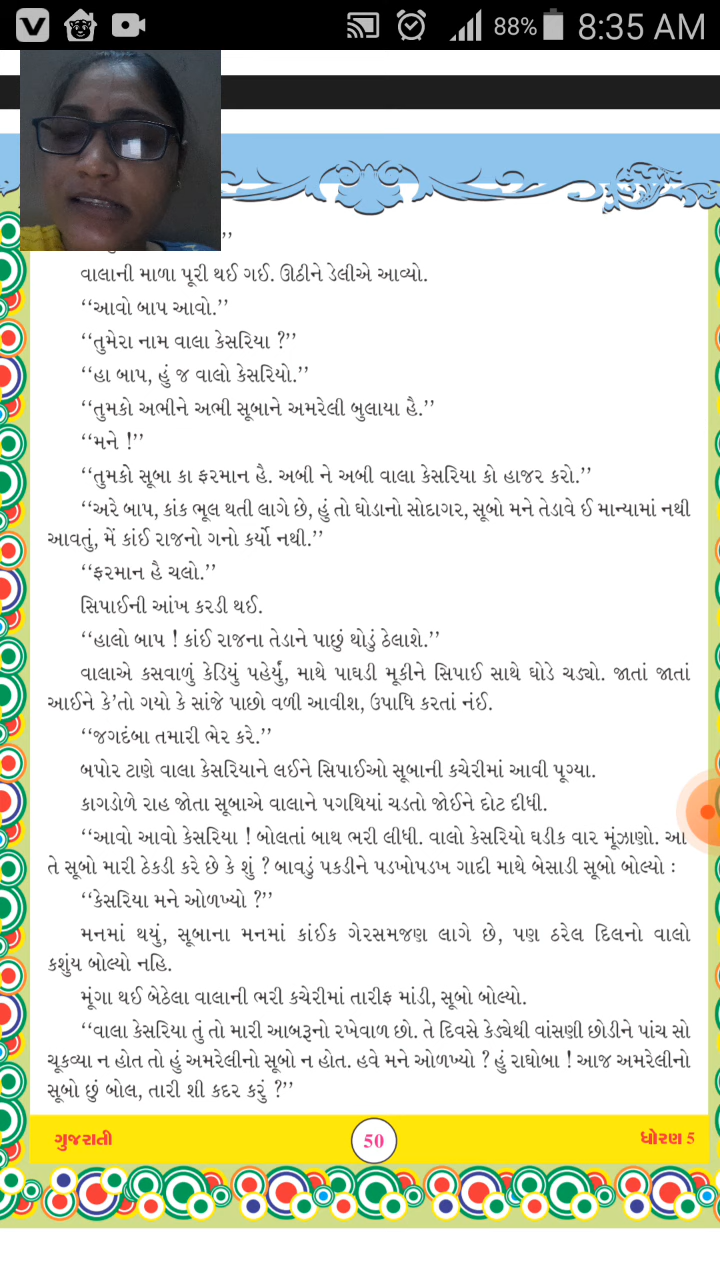 88% 8:35 AM
”
વાલાની માળા પૂરી થઈ ગઈ. ઊઠીને ડેલીએ આવ્યો.
“આવો બાપ આવો.”
“તુમેરા નામ વાલા કેસરિયા ?”
“હા બાપ, હું જ વાલો કેસરિયો.”
“તુમકો અભીને અભી સૂબાને અમરેલી બુલાયા હૈ.”
“મને !”
“તુમકો સૂબા કા ફરમાન હૈ. અબી ને અબી વાલા કેસરિયા કો હાજર કરો.”
“અરે બાપ, કાંક ભૂલ થતી લાગે છે, હું તો ઘોડાનો સોદાગર, સૂબો મને તેડાવે ઈ માન્યામાં નથી
આવતું, મેં કાંઈ રાજનો ગનો કર્યો નથી.”
“ફરમાન હૈ ચલો.”
સિપાઈની આંખ કરડી થઈ.
“હાલો બાપ ! કાંઈ રાજના તેડાને પાછું થોડું ઠેલાશે.”
વાલાએ કસવાળું કેડિયું પહેર્યું, માથે પાઘડી મૂકીને સિપાઈ સાથે ઘોડે ચડ્યો. જાતાં જાતાં
આઈને કે’તો ગયો કે સાંજે પાછો વળી આવીશ, ઉપાધિ કરતાં નંઈ.
“જગદંબા તમારી ભેર કરે.”
બપોર ટાણે વાલા કેસરિયાને લઈને સિપાઈઓ સૂબાની કચેરીમાં આવી પૂગ્યા.
કાગડોળે રાહ જોતા સૂબાએ વાલાને પગથિયાં ચડતો જોઈને દોટ દીધી.
“આવો આવો કેસરિયા ! બોલતાં બાથ ભરી લીધી. વાલો કેસરિયો ઘડીક વાર મૂંઝાણો. આ
તે સૂબો મારી ઠેકડી કરે છે કે શું ? બાવડું પકડીને પડખોપડખ ગાદી માથે બેસાડી સૂબો બોલ્યો :
“કેસરિયા મને ઓળખ્યો ?”
મનમાં થયું, સૂબાના મનમાં કાંઈક ગેરસમજણ લાગે છે, પણ ઠરેલ દિલનો વાલો
કશુંય બોલ્યો નહિ.
મૂંગા થઈ બેઠેલા વાલાની ભરી કચેરીમાં તારીફ માંડી, સૂબો બોલ્યો.
“વાલા કેસરિયા તું તો મારી આબરૂનો રખેવાળ છો. તે દિવસે કેડ્યેથી વાંસણી છોડીને પાંચ સો
ચૂકવ્યા ન હોત તો હું અમરેલીનો સૂબો ન હોત. હવે મને ઓળખ્યો ? હું રાઘોબા ! આજ અમરેલીનો
સૂબો છું બોલ, તારી શી કદર કરું ?”
ગુજરાતી 50 ધોરણ 5